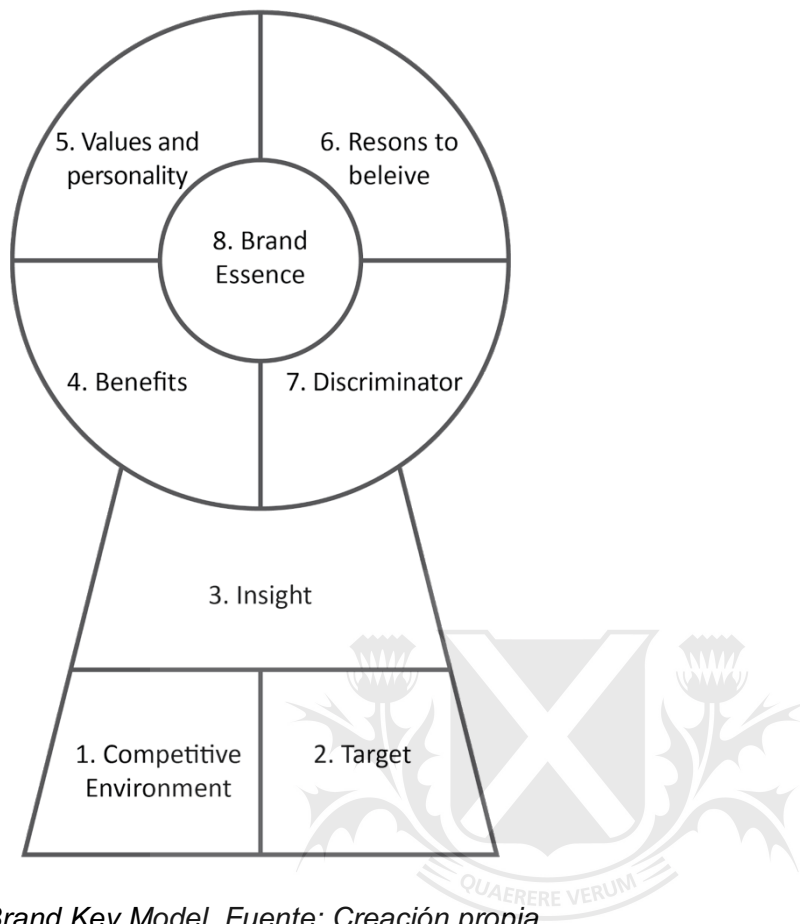 5. Values and
personality
6. Resons to
beleive
8. Brand
Essence
4. Benefits
7. Discriminator
3. Insight
1. Competitive
Environment
2. Target
QUAERERE VERUM
Brand Key Model. Fuente: Creación propia